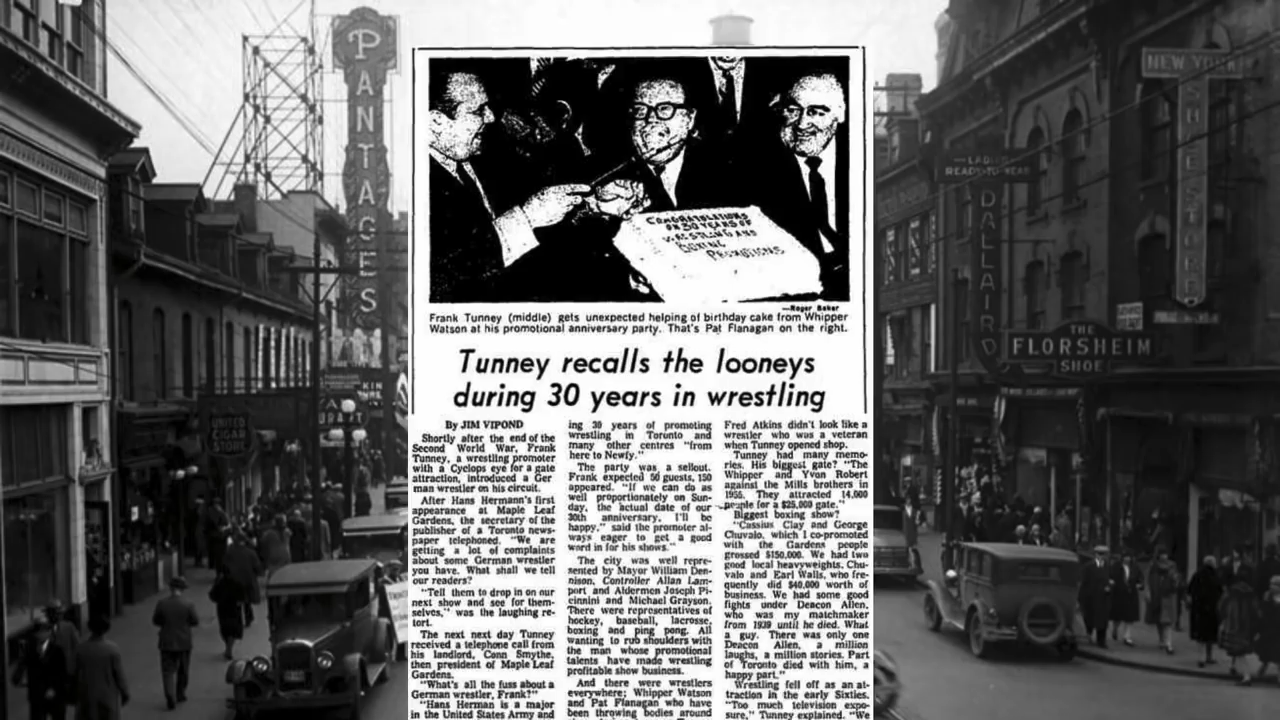 PANTAGES
UNITED
CIGAR
STORE
NEW YORK
SHOE STORE
LADIES
READY-TO-WEAR
DALLAIRD
THE
FLORSHEIM
SHOE
CONGRATULATIONS
ON 30 YEARS OF
WRESTLING AND
BOXING
PROMOTIONS
—Roger Baker
Frank Tunney (middle) gets unexpected helping of birthday cake from Whipper
Watson at his promotional anniversary party. That's Pat Flanagan on the right.
Tunney recalls the looneys
during 30 years in wrestling
By JIM VIPOND
Shortly after the end of the
Second World War, Frank
Tunney, a wrestling promoter
with a Cyclops eye for a gate
attraction, introduced a Ger
man wrestler on his circuit.
After Hans Hermann's first
appearance at Maple Leaf
Gardens, the secretary of the
publisher of a Toronto news-
paper telephoned. "We are
getting a lot of complaints
about some German wrestler
you have. What shall we tell
our readers?
"Tell them to drop in on our
next show and see for them-
selves," was the laughing re-
tort.
The next next day Tunney
received a telephone call from
his landlord, Conn Smythe,
then president of Maple Leaf
Gardens.
"What's all the fuss about a
German wrestler, Frank?"
"Hans Herman is a major
in the United States Army and
ing 30 years of promoting
wrestling in Toronto and
many other centres "from
here to Newfy."
The party was a sellout.
Frank expected 50 guests, 150
appeared. "If we can do as
well proportionately on Sun-
day, the actual date of our
30th anniversary, I'll be
happy," said the promoter al-
ways eager to get a good
word in for his shows."
The city was well repre-
sented by Mayor William Den-
nison, Controller Allan Lam-
port and Aldermen Joseph Pi-
cininni and Michael Grayson.
There were representatives of
hockey, baseball, lacrosse,
boxing and ping pong. All
wanting to rub shoulders with
the man whose promotional
talents have made wrestling
profitable show business.
And there were wrestlers
everywhere; Whipper Watson
and Pat Flanagan who have
been throwing bodies around
Fred Atkins didn't look like a
wrestler who was a veteran
when Tunney opened shop.
Tunney had many memo-
ries. His biggest gate? "The
Whipper and Yvon Robert
against the Mills brothers in
1955. They attracted 14,000
people for a $25,000 gate."
Biggest boxing show?
"Cassius Clay and George
Chuvalo, which I co-promoted
with the Gardens people
grossed $150,000. We had two
good local heavyweights, Chu-
valo and Earl Walls, who fre-
quently did $40,000 worth of
business. We had some good
fights under Deacon Allen,
who was my matchmaker
from 1939 until he died. What
a guy. There was only one
Deacon Allen, a million
laughs, a million stories. Part
of Toronto died with him, a
happy part."
Wrestling fell off as an at-
traction in the early Sixties.
"Too much television expo-
sure," Tunney explained. "We